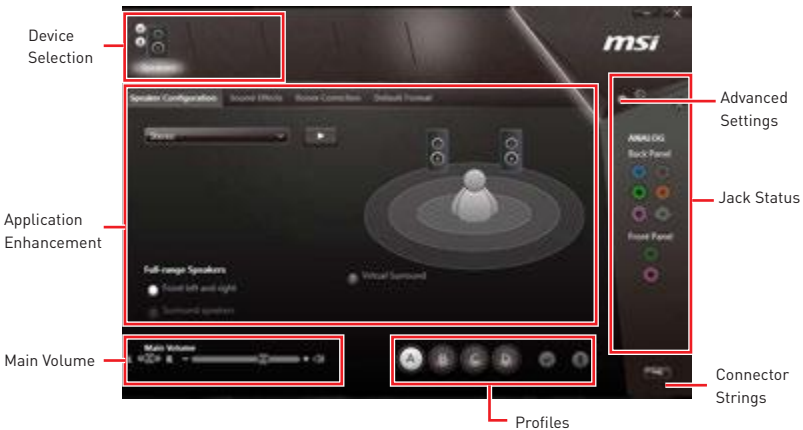 Device
Selection
msi
Speaker Configuration Sound Effects Room Correction Default Format
Advanced
Settings
Stereo
ANALOG
Back Panel
Jack Status
Application
Enhancement
Front Panel
Full-range Speakers
Virtual Surround
Front left and right
Surround speakers
Main Volume
Main Volume
L R
A B C D
Connector
Strings
Profiles